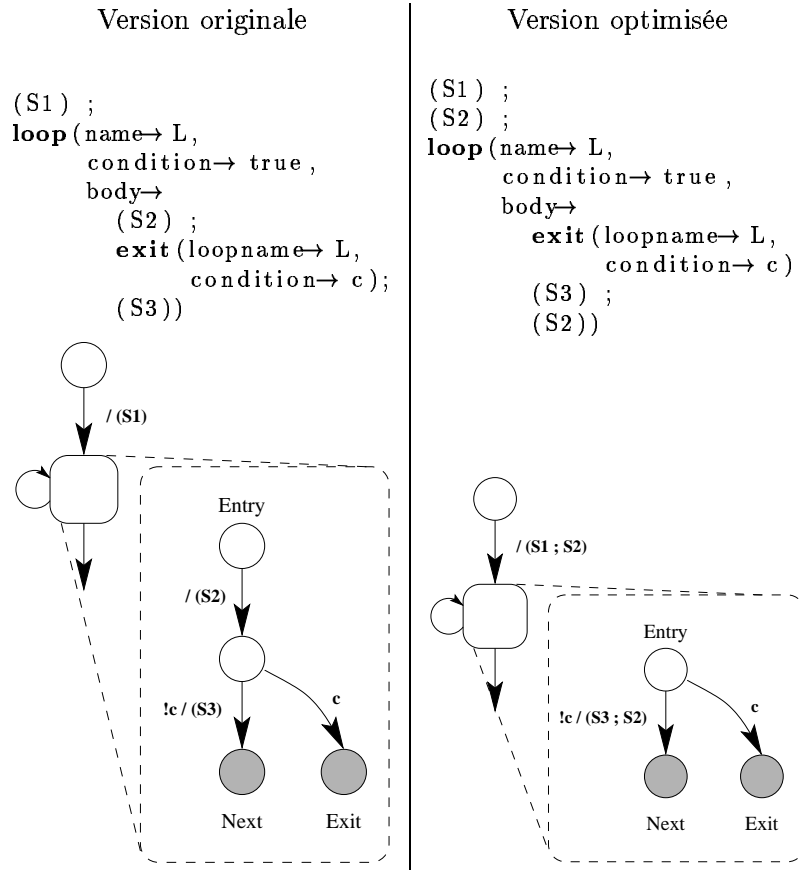 Version originale
(S1) ;
loop(name→ L,
condition→ true,
body→
(S2) ;
exit(loopname→ L,
condition→ c);
(S3))
/ (S1)
Entry
/ (S2)
!c / (S3)
c
Next
Exit
Version optimisée
(S1) ;
(S2) ;
loop(name→ L,
condition→ true,
body→
exit(loopname→ L,
condition→ c)
(S3) ;
(S2))
/ (S1 ; S2)
Entry
!c / (S3 ; S2)
c
Next
Exit